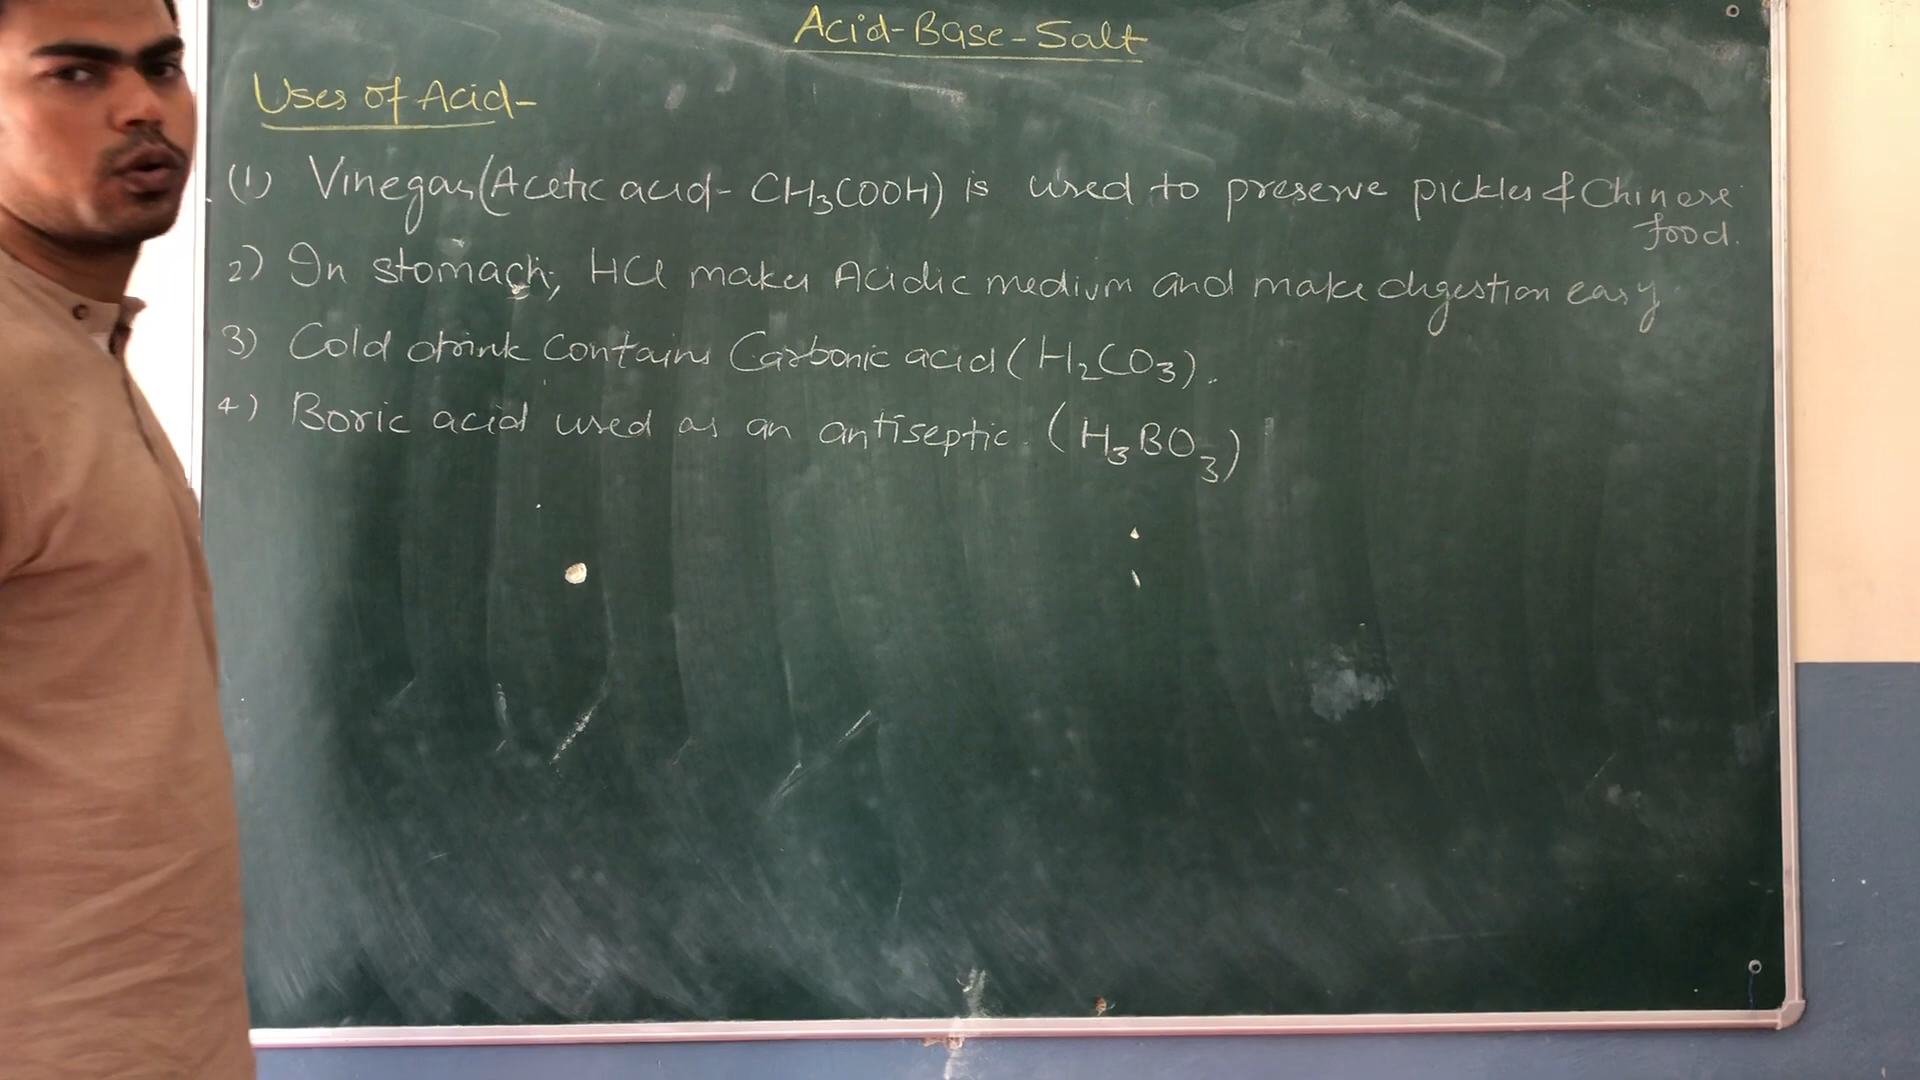 Acid-Base-Salt
Uses of Acid-
(1) Vinegar (Acetic acid- CH₃COOH) is used to preserve pickles & Chinese
food.
2) In stomach, HCl makes Acidic medium and make digestion easy
3) Cold drink contains Carbonic acid (H₂CO₃).
4) Boric acid used as an antiseptic. (H₃BO₃)